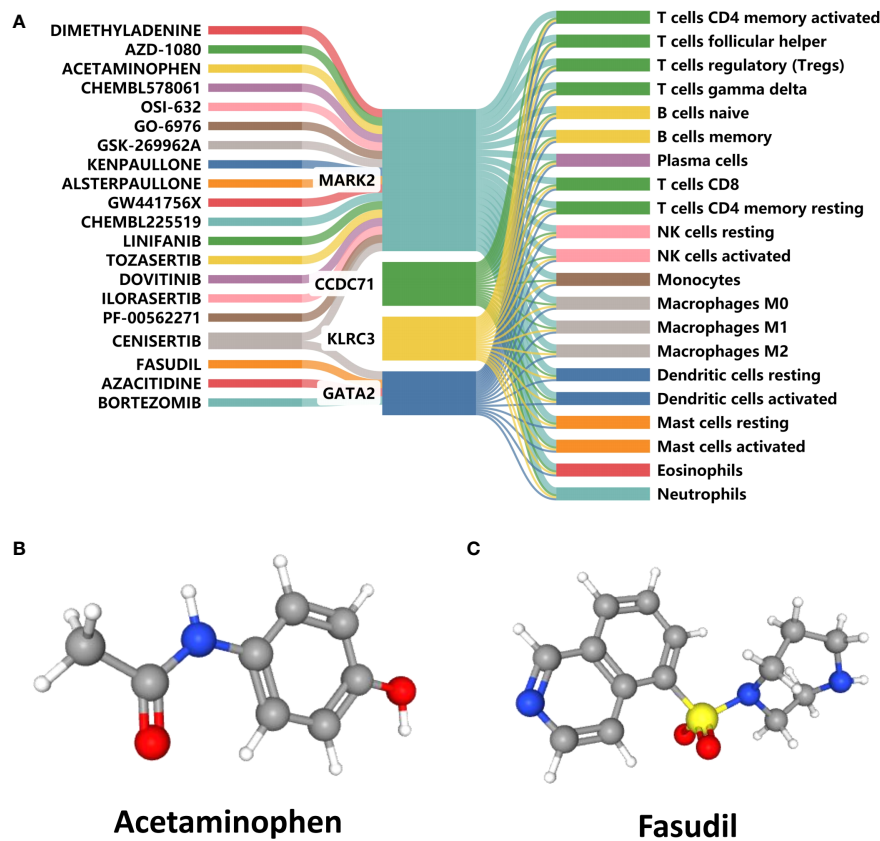 A
DIMETHYLADENINE
AZD-1080
ACETAMINOPHEN
CHEMBL578061
OSI-632
GO-6976
GSK-269962A
KENPAULLONE
ALSTERPAULLONE
GW441756X
CHEMBL225519
LINIFANIB
TOZASERTIB
DOVITINIB
ILORASERTIB
PF-00562271
CENISERTIB
FASUDIL
AZACITIDINE
BORTEZOMIB
MARK2
CCDC71
KLRC3
GATA2
T cells CD4 memory activated
T cells follicular helper
T cells regulatory (Tregs)
T cells gamma delta
B cells naive
B cells memory
Plasma cells
T cells CD8
T cells CD4 memory resting
NK cells resting
NK cells activated
Monocytes
Macrophages M0
Macrophages M1
Macrophages M2
Dendritic cells resting
Dendritic cells activated
Mast cells resting
Mast cells activated
Eosinophils
Neutrophils
B
Acetaminophen
C
Fasudil